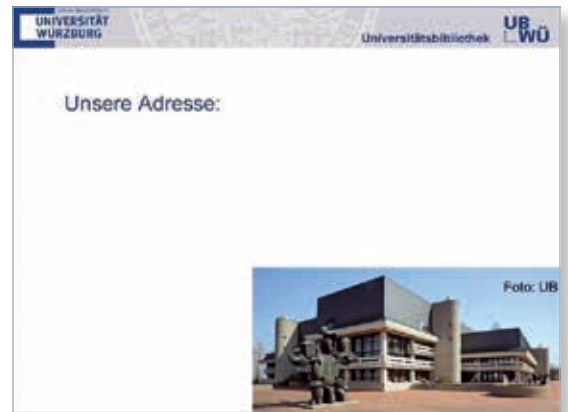 UNIVERSITÄT
WÜRZBURG
Universitätsbibliothek
UB
WÜ
Unsere Adresse:
Foto: UB